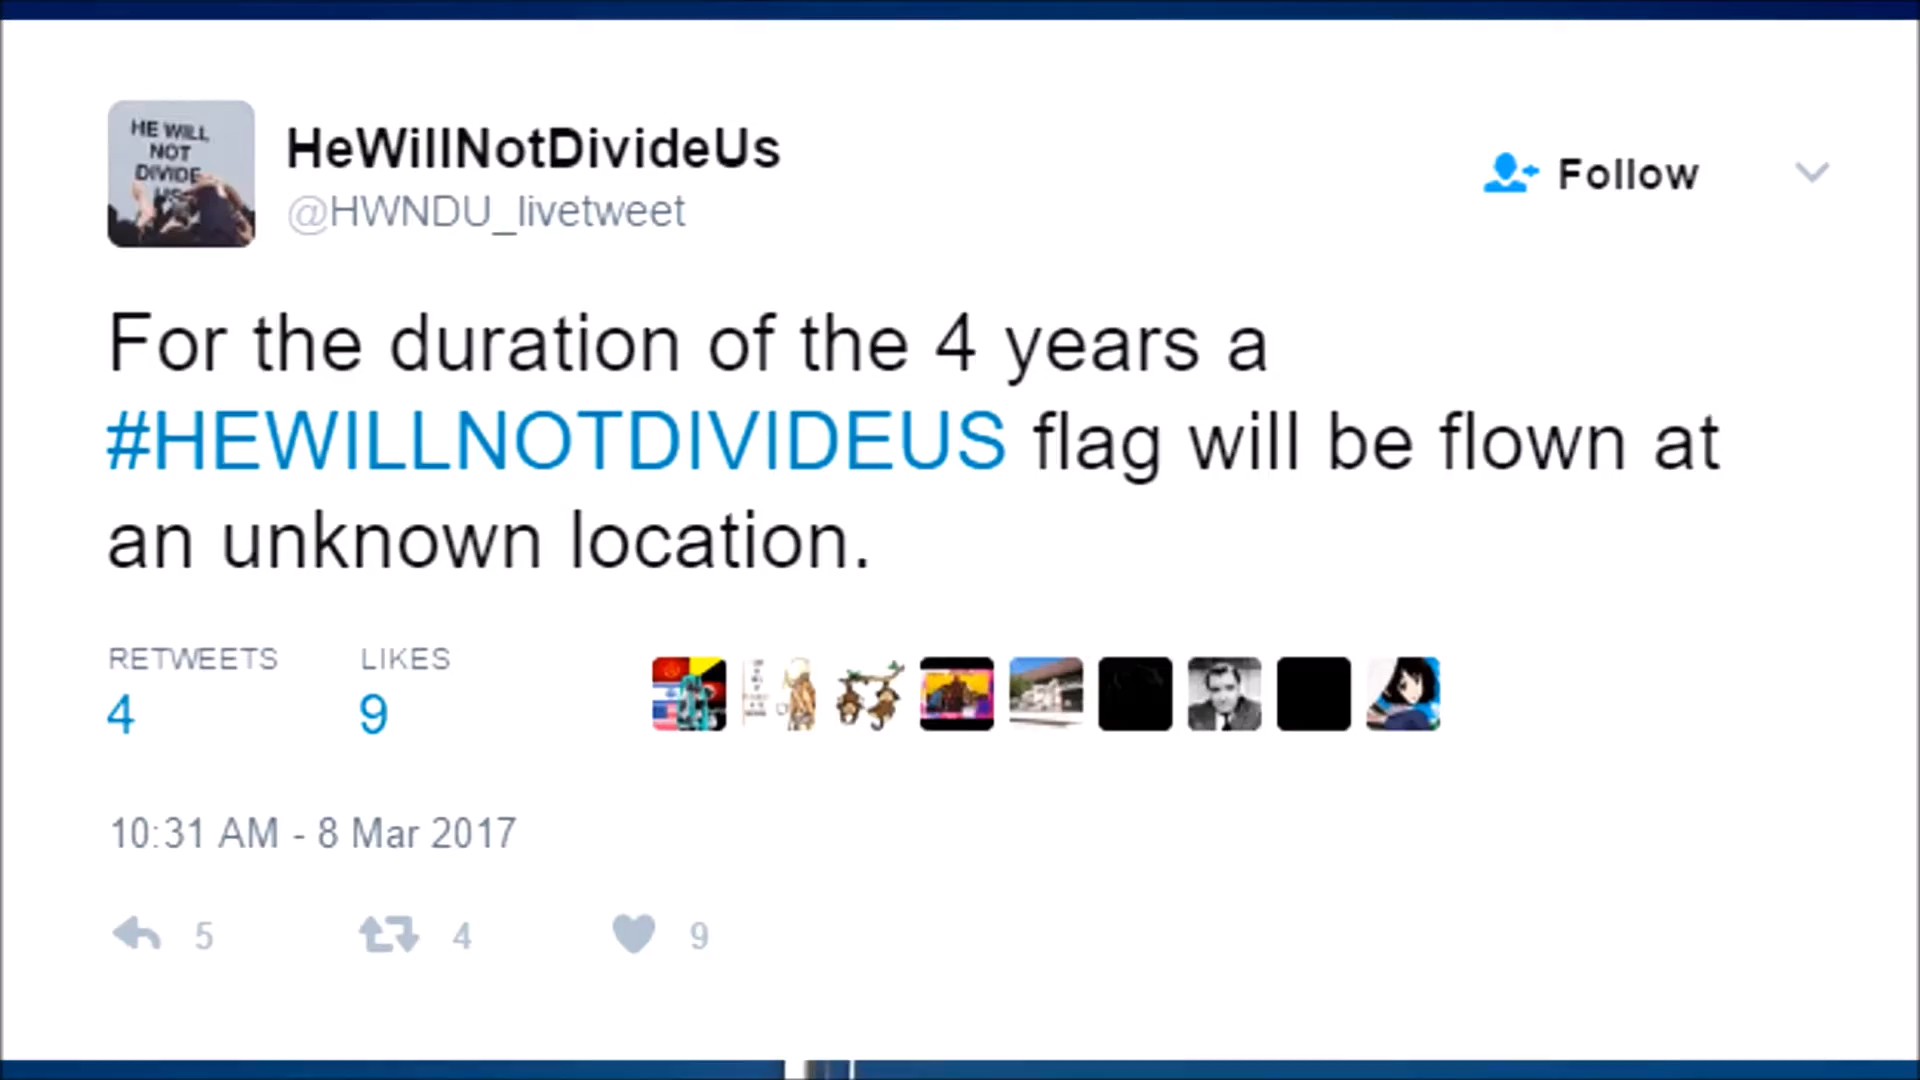 HE WILL
NOT
DIVIDE
US
HeWillNotDivideUs
@HWNDU_livetweet
Follow
For the duration of the 4 years a
#HEWILLNOTDIVIDEUS flag will be flown at
an unknown location.
RETWEETS LIKES
4 9
10:31 AM - 8 Mar 2017
5 4 9